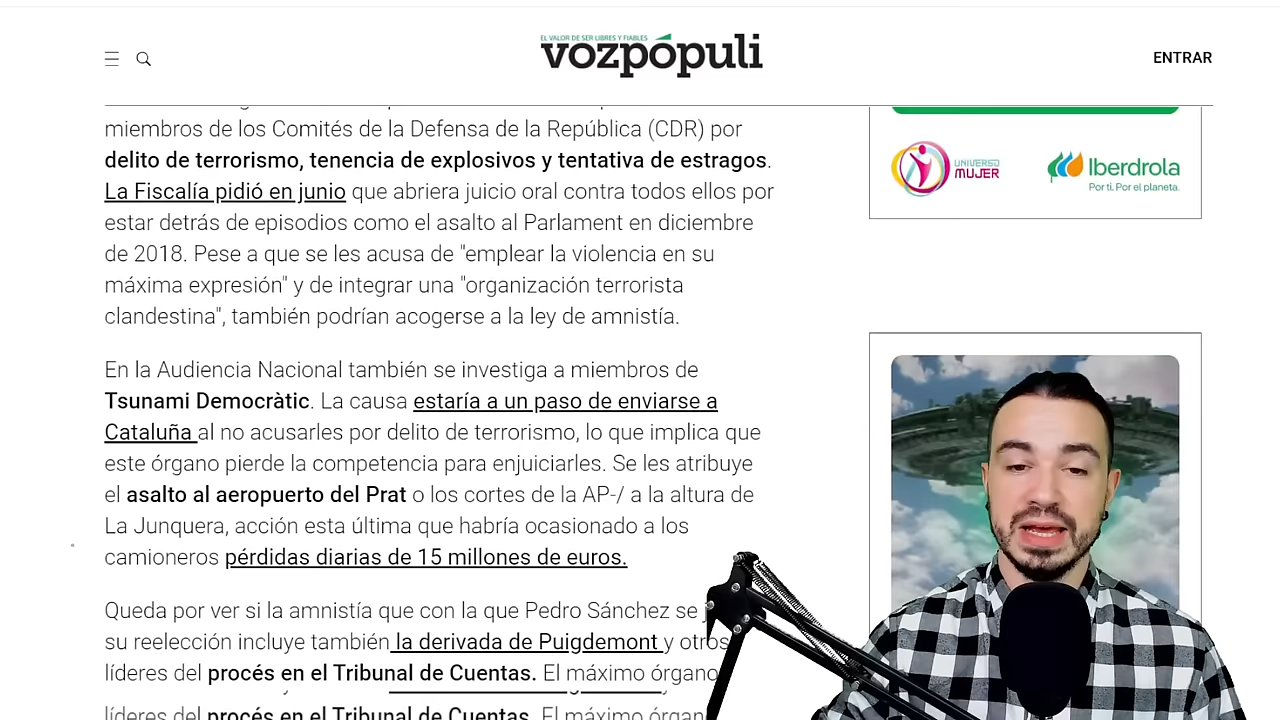 EL VALOR DE SER LIBRES Y FIABLES
vozpópuli
ENTRAR
miembros de los Comités de la Defensa de la República (CDR) por
delito de terrorismo, tenencia de explosivos y tentativa de estragos.
La Fiscalía pidió en junio que abriera juicio oral contra todos ellos por
estar detrás de episodios como el asalto al Parlament en diciembre
de 2018. Pese a que se les acusa de "emplear la violencia en su
máxima expresión" y de integrar una "organización terrorista
clandestina", también podrían acogerse a la ley de amnistía.
En la Audiencia Nacional también se investiga a miembros de
Tsunami Democràtic. La causa estaría a un paso de enviarse a
Cataluña al no acusarles por delito de terrorismo, lo que implica que
este órgano pierde la competencia para enjuiciarles. Se les atribuye
el asalto al aeropuerto del Prat o los cortes de la AP-/ a la altura de
La Junquera, acción esta última que habría ocasionado a los
camioneros pérdidas diarias de 15 millones de euros.
Queda por ver si la amnistía que con la que Pedro Sánchez se
su reelección incluye también la derivada de Puigdemont y otros
líderes del procés en el Tribunal de Cuentas. El máximo órgano
líderes del procés en el Tribunal de Cuentas. El máximo órgano
UNIVERSO
MUJER
Iberdrola
Por ti. Por el planeta.